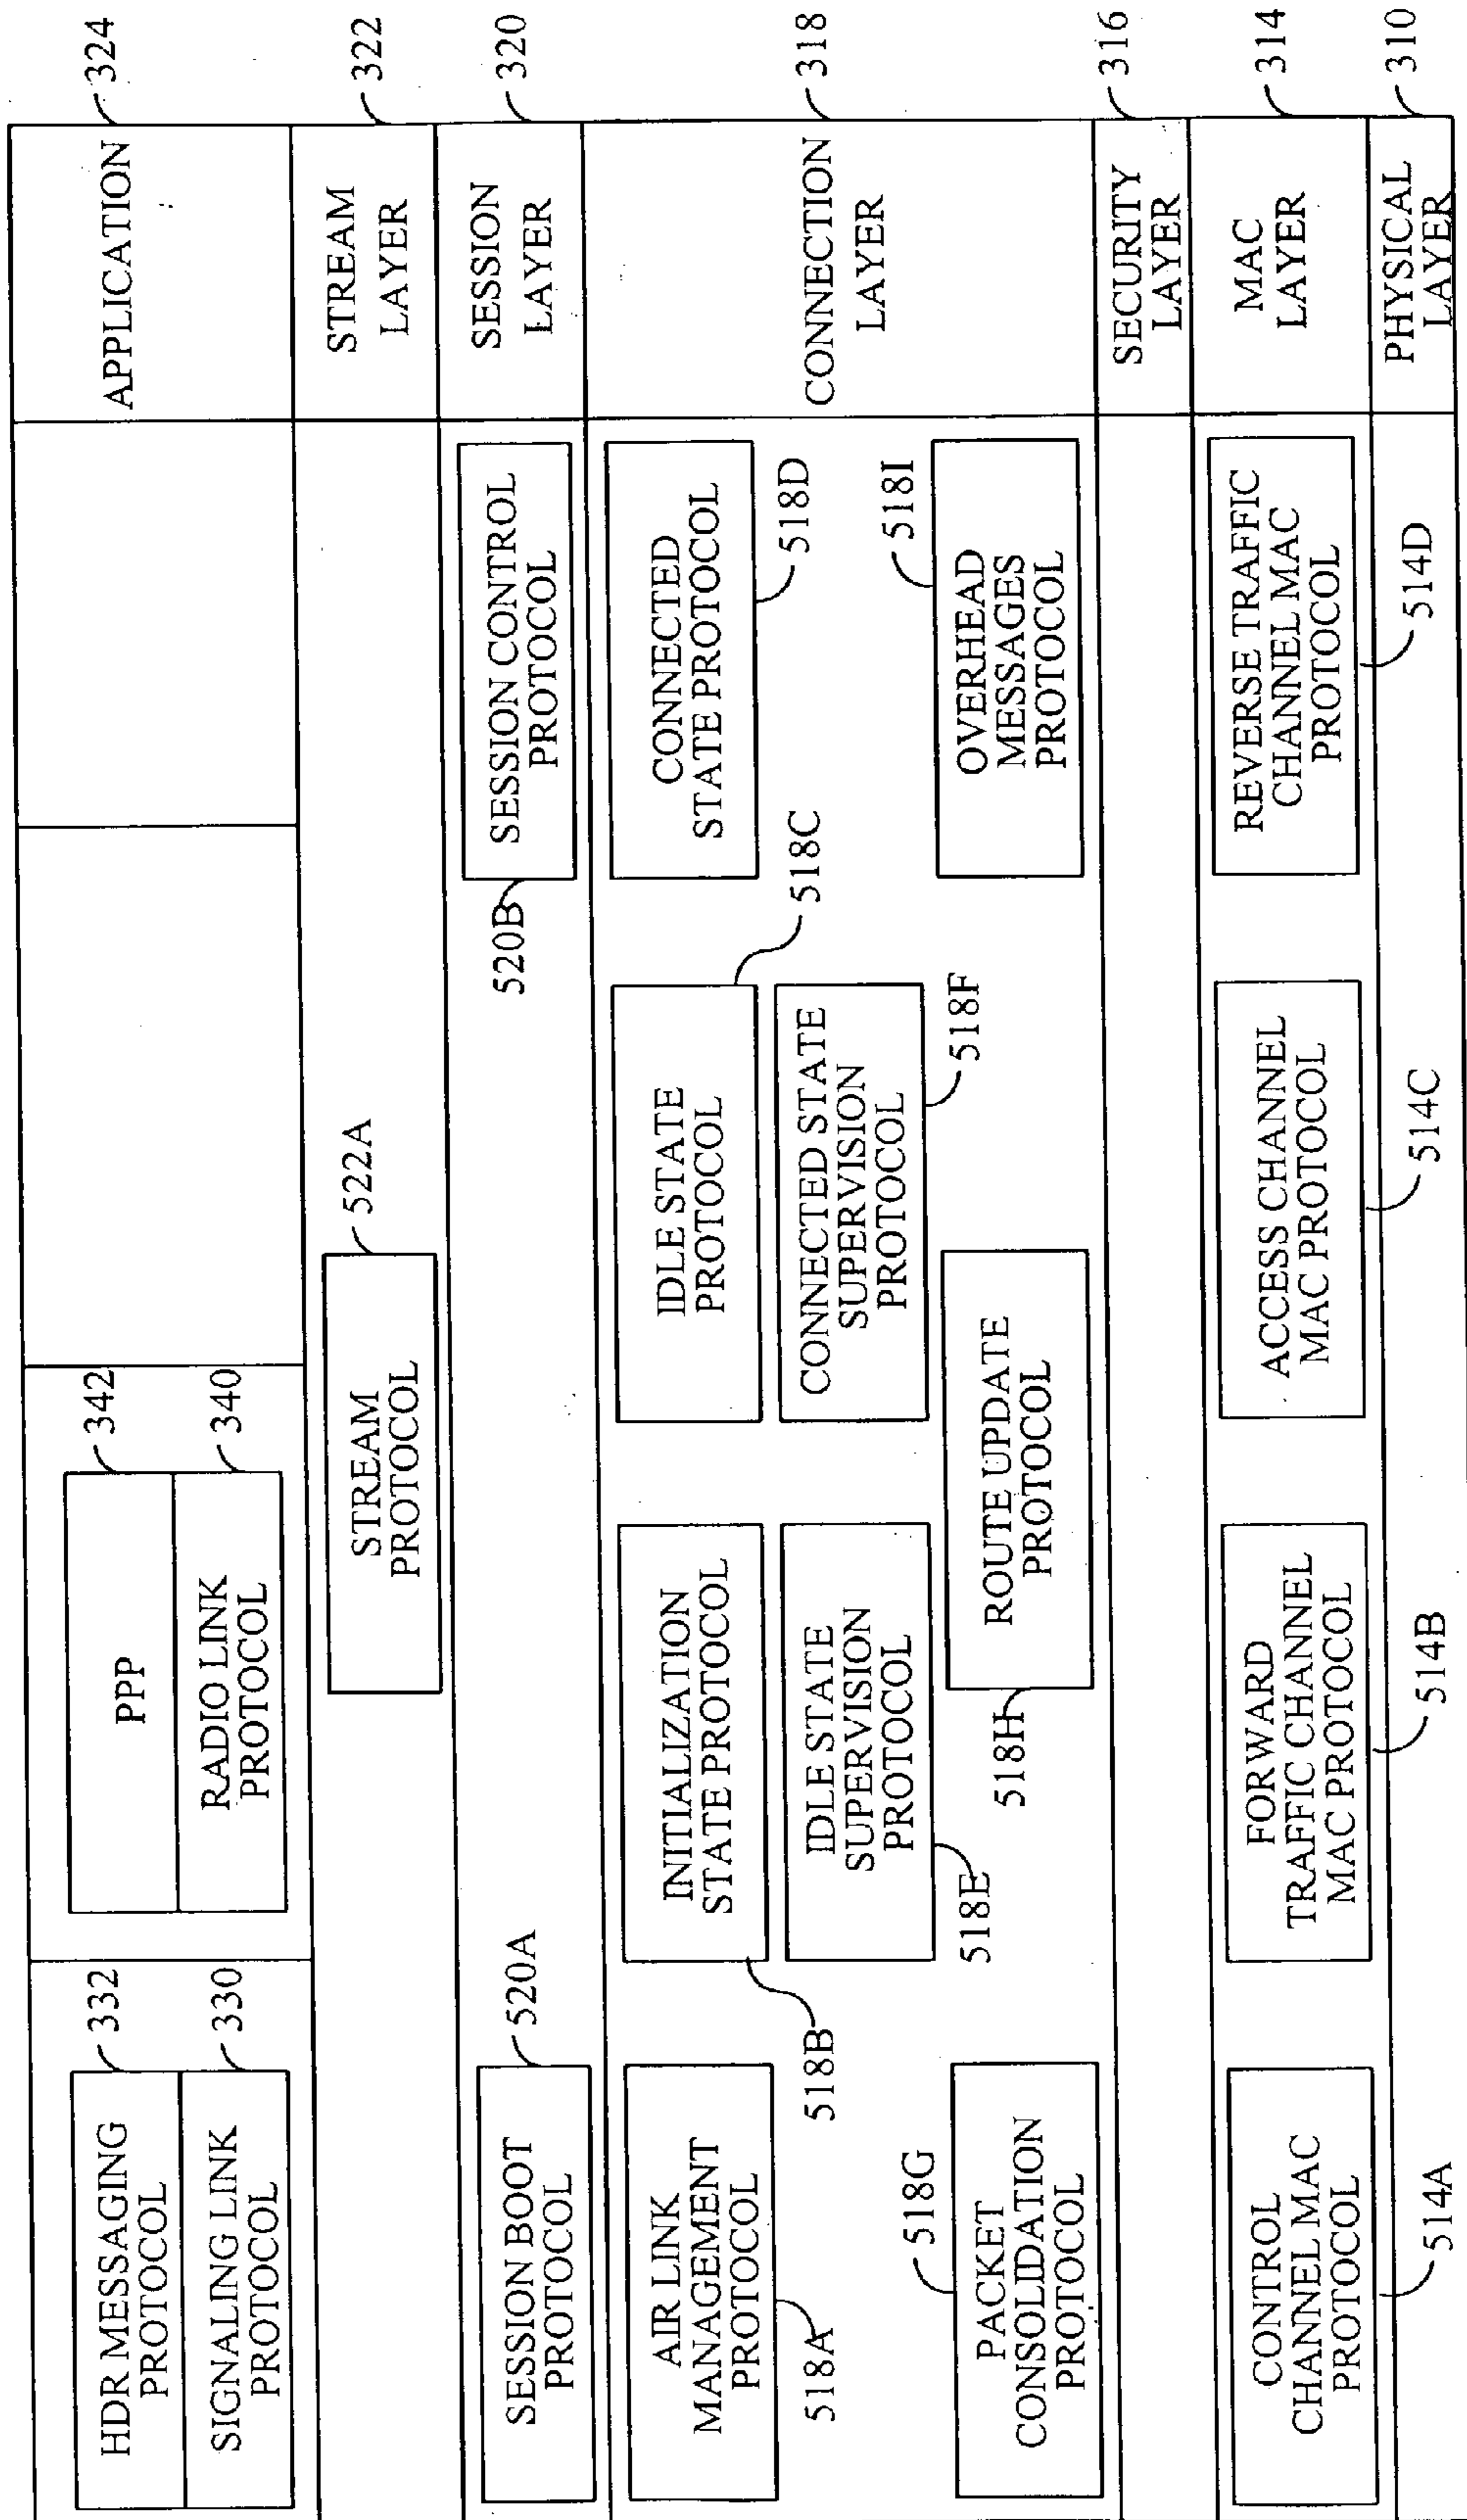 HDR MESSAGING
PROTOCOL
332
SIGNALING LINK
PROTOCOL
330
PPP
342
RADIO LINK
PROTOCOL
340
APPLICATION
324
STREAM
PROTOCOL
522A
STREAM
LAYER
322
SESSION BOOT
PROTOCOL
520A
520B
SESSION CONTROL
PROTOCOL
SESSION
LAYER
320
AIR LINK
MANAGEMENT
PROTOCOL
518A
INITIALIZATION
STATE PROTOCOL
518B
IDLE STATE
PROTOCOL
518C
CONNECTED
STATE PROTOCOL
518D
IDLE STATE
SUPERVISION
PROTOCOL
518E
CONNECTED STATE
SUPERVISION
PROTOCOL
518F
518G
PACKET
CONSOLIDATION
PROTOCOL
518H
ROUTE UPDATE
PROTOCOL
518I
OVERHEAD
MESSAGES
PROTOCOL
CONNECTION
LAYER
318
SECURITY
LAYER
316
CONTROL
CHANNEL MAC
PROTOCOL
514A
FORWARD
TRAFFIC CHANNEL
MAC PROTOCOL
514B
ACCESS CHANNEL
MAC PROTOCOL
514C
REVERSE TRAFFIC
CHANNEL MAC
PROTOCOL
514D
MAC
LAYER
314
PHYSICAL
LAYER
310